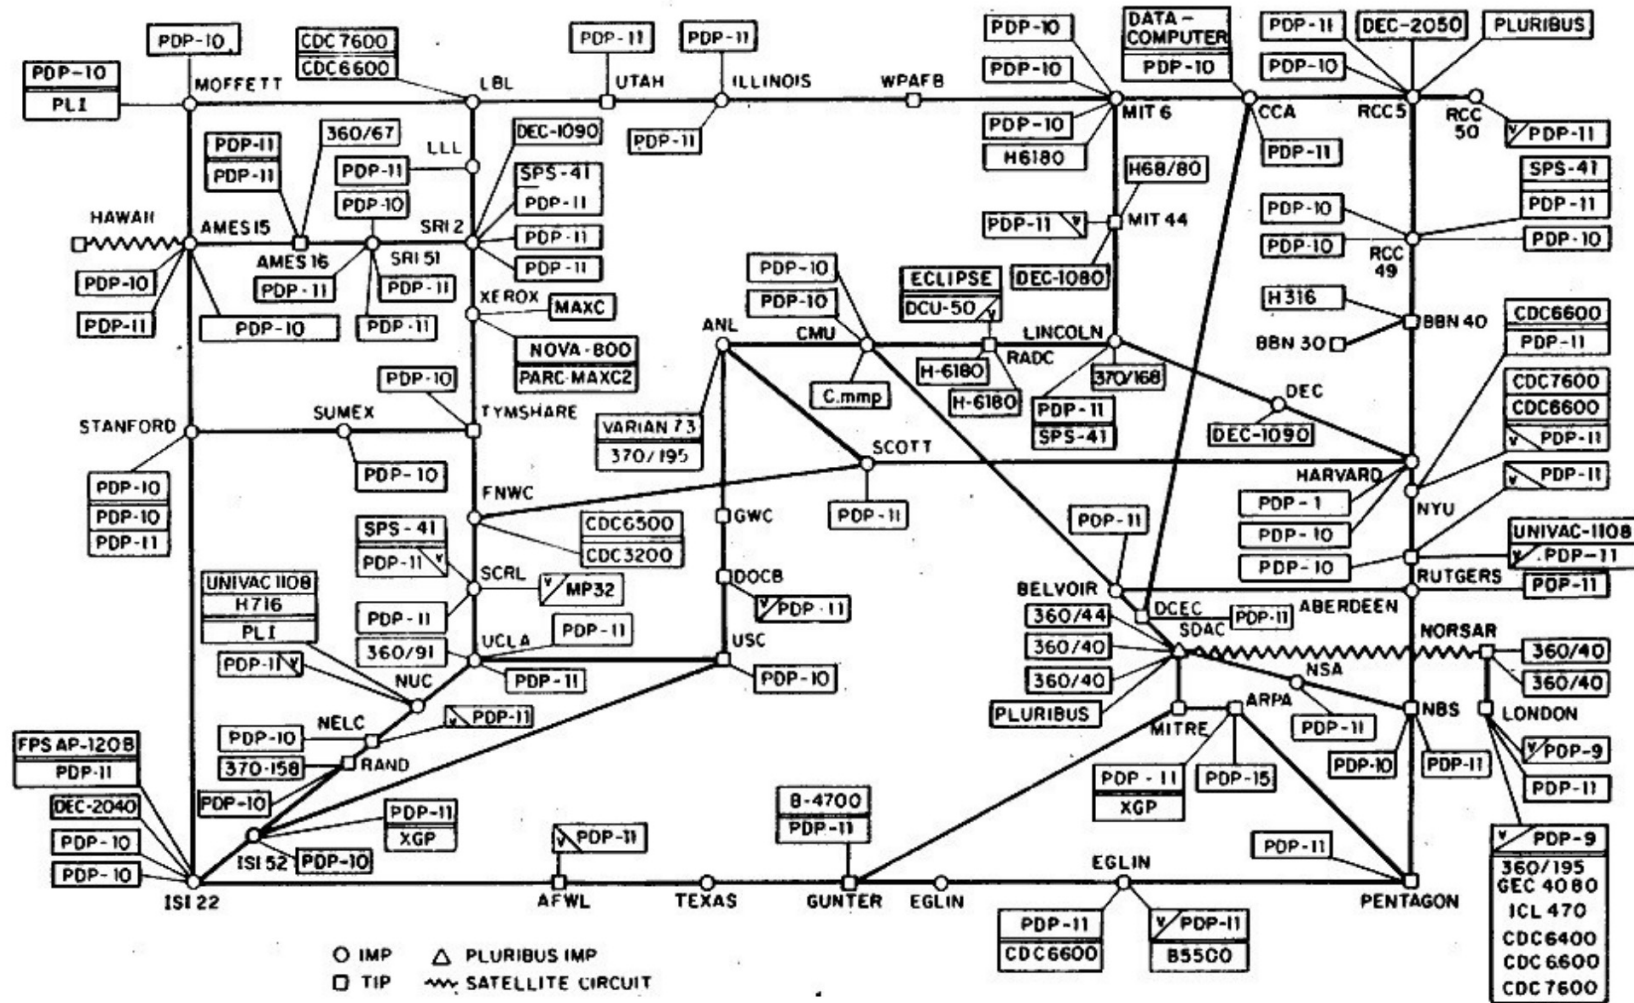 PDP-10
CDC 7600
CDC 6600
PDP-11
PDP-11
PDP-10
DATA-
COMPUTER
PDP-10
PDP-11
DEC-2050
PLURIBUS
PDP-10
PLI
MOFFETT
LBL
UTAH
ILLINOIS
WPAFB
PDP-10
PDP-10
MIT 6
CCA
RCC 5
RCC
50
PDP-11
PDP-11
360/67
LLL
DEC-1090
PDP-11
PDP-10
H6180
PDP-11
V PDP-11
PDP-11
PDP-11
SPS-41
PDP-11
H68/80
SPS-41
PDP-11
HAWAII
AMES 15
PDP-10
SRI 2
PDP-11
PDP-11 V
MIT 44
PDP-10
AMES 16
SRI 51
PDP-11
PDP-10
RCC
49
PDP-10
PDP-10
PDP-11
PDP-11
PDP-10
PDP-10
ECLIPSE
DEC-1080
XEROX
MAXC
H316
PDP-11
PDP-10
PDP-11
ANL
CMU
DCU-50 V
RADC
LINCOLN
BBN 40
CDC6600
PDP-11
NOVA-800
PARC-MAXC2
BBN 30
PDP-10
H-6180
H-6180
370/168
DEC
CDC7600
CDC6600
V PDP-11
STANFORD
SUMEX
TYMSHARE
VARIAN 73
370/195
C.mmp
PDP-11
SPS-41
DEC-1090
PDP-10
SCOTT
HARVARD
V PDP-11
PDP-10
PDP-10
PDP-11
FNWC
PDP-11
PDP-1
NYU
SPS-41
PDP-11 V
CDC6500
CDC3200
GWC
PDP-11
PDP-10
UNIVAC-1108
V PDP-11
UNIVAC 1108
H716
PLI
SCRL
V MP32
DOCB
V PDP-11
BELVOIR
PDP-10
RUTGERS
PDP-11
PDP-11
UCLA
PDP-11
USC
360/44
DCEC
PDP-11
ABERDEEN
PDP-11 V
360/91
360/40
SDAC
NORSAR
360/40
NUC
PDP-11
PDP-10
360/40
NSA
360/40
NELC
V PDP-11
PLURIBUS
MITRE
ARPA
PDP-11
NBS
LONDON
FPS AP-120B
PDP-11
PDP-10
370-158
RAND
PDP-11
XGP
PDP-15
PDP-10
PDP-11
V PDP-9
PDP-11
DEC-2040
PDP-10
PDP-11
XGP
B-4700
PDP-11
PDP-10
ISI 52
PDP-10
V PDP-11
PDP-11
V PDP-9
360/195
GEC 4080
ICL 470
CDC6400
CDC6600
CDC 7600
PDP-10
EGLIN
ISI 22
AFWL
TEXAS
GUNTER
EGLIN
PENTAGON
PDP-11
CDC6600
V PDP-11
B5500
IMP
PLURIBUS IMP
TIP
SATELLITE CIRCUIT